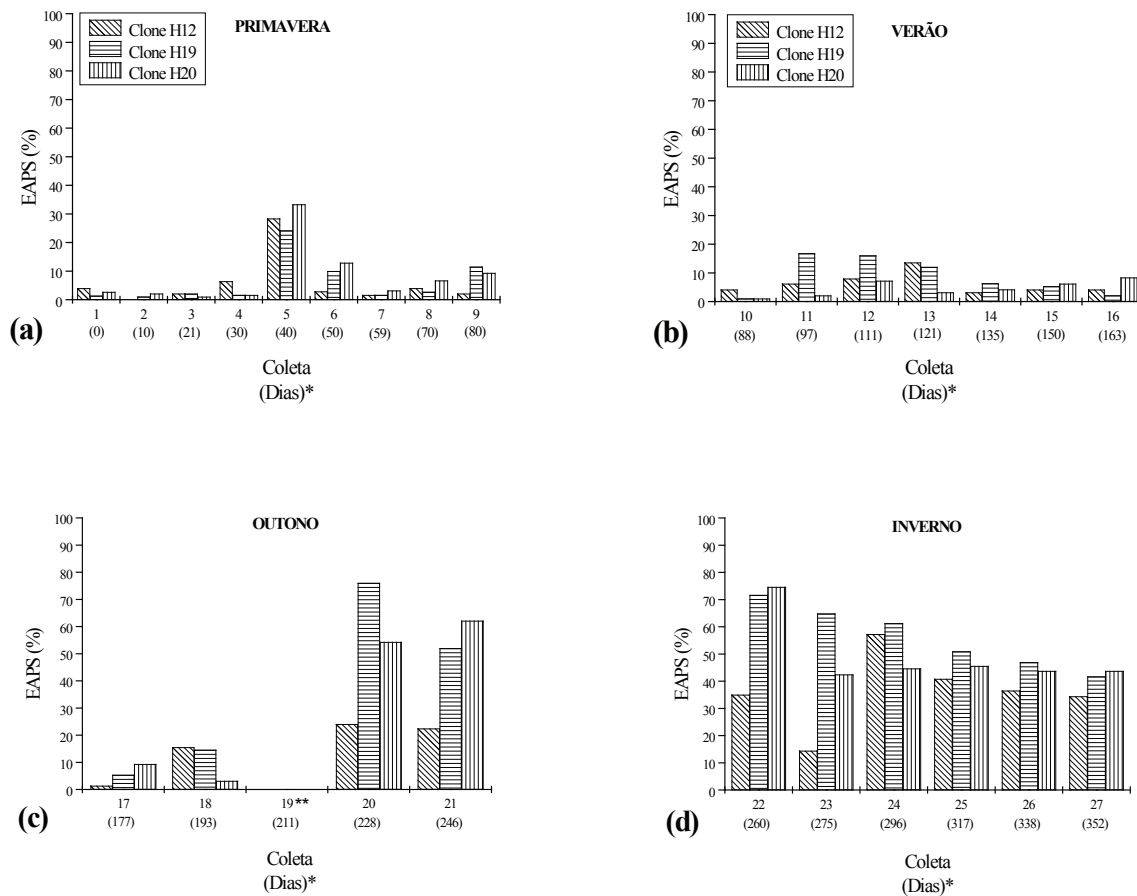 PRIMAVERA
Clone H12
Clone H19
Clone H20
EAPS (%)
100
90
80
70
60
50
40
30
20
10
0
1 2 3 4 5 6 7 8 9
(0) (10) (21) (30) (40) (50) (59) (70) (80)
(a)
Coleta
(Dias)*
VERÃO
Clone H12
Clone H19
Clone H20
EAPS (%)
100
90
80
70
60
50
40
30
20
10
0
10 11 12 13 14 15 16
(88) (97) (111) (121) (135) (150) (163)
(b)
Coleta
(Dias)*
OUTONO
EAPS (%)
100
90
80
70
60
50
40
30
20
10
0
17 18 19** 20 21
(177) (193) (211) (228) (246)
(c)
Coleta
(Dias)*
INVERNO
EAPS (%)
100
90
80
70
60
50
40
30
20
10
0
22 23 24 25 26 27
(260) (275) (296) (317) (338) (352)
(d)
Coleta
(Dias)*